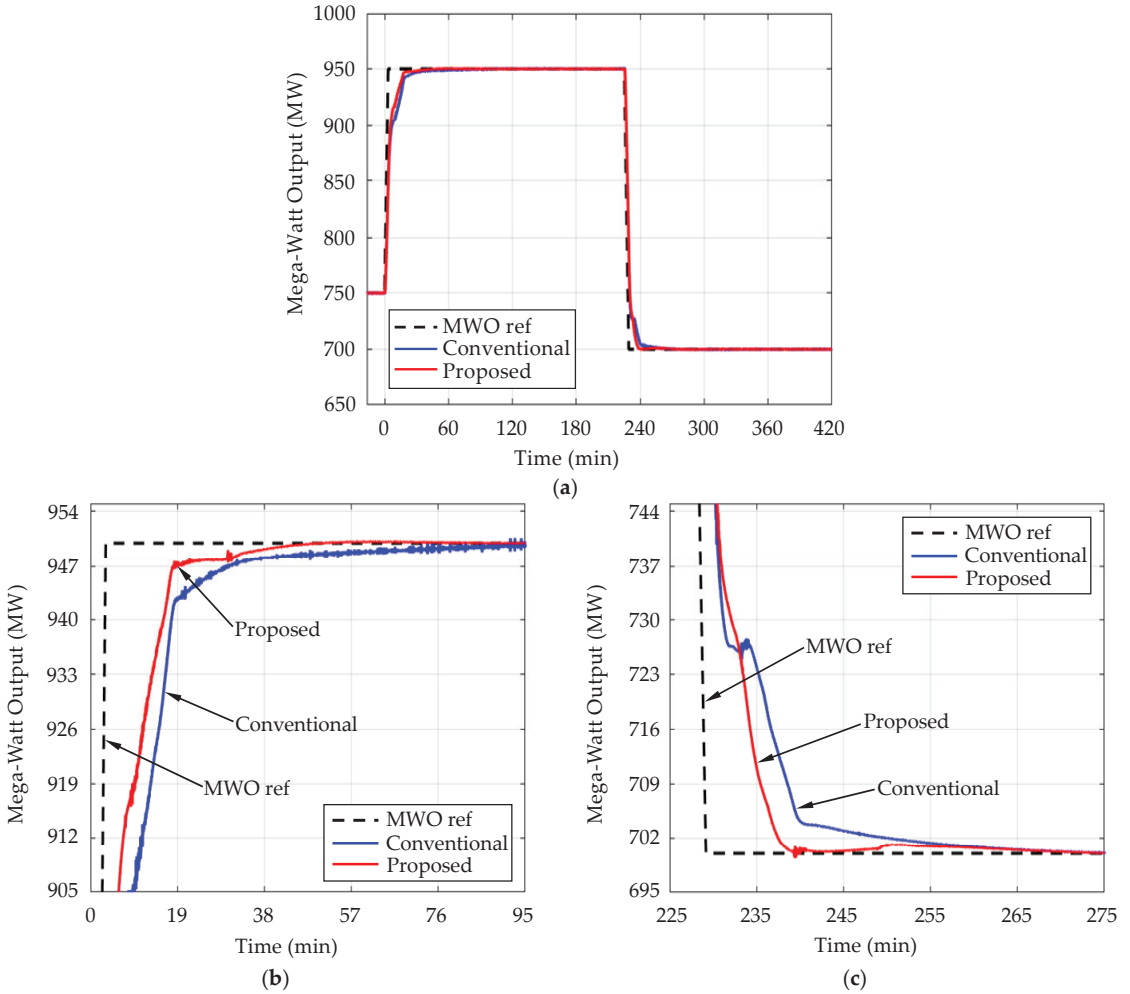 1000
950
900
850
800
750
700
650
Mega-Watt Output (MW)
MWO ref
Conventional
Proposed
0 60 120 180 240 300 360 420
Time (min)
(a)
954
947
940
933
926
919
912
905
Mega-Watt Output (MW)
Proposed
Conventional
MWO ref
MWO ref
Conventional
Proposed
0 19 38 57 76 95
Time (min)
(b)
744
737
730
723
716
709
702
695
Mega-Watt Output (MW)
MWO ref
Conventional
Proposed
MWO ref
Proposed
Conventional
225 235 245 255 265 275
Time (min)
(c)